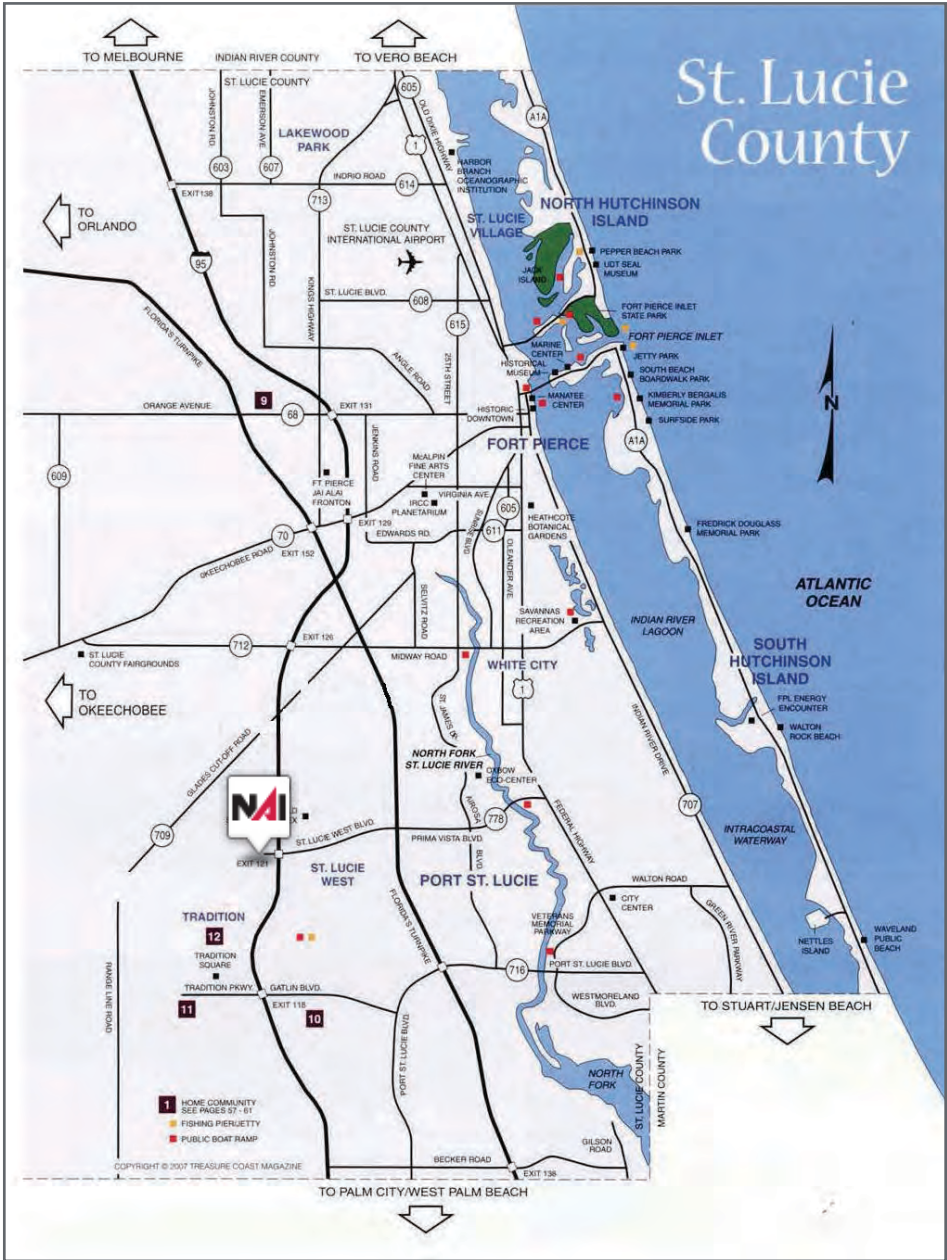 TO MELBOURNE
INDIAN RIVER COUNTY
TO VERO BEACH
ST. LUCIE COUNTY
St. Lucie
County
JOHNSTON RD.
EMERSON AVE.
605
OLD DIXIE HIGHWAY
A1A
LAKEWOOD
PARK
1
603
607
HARBOR
BRANCH
OCEANOGRAPHIC
INSTITUTION
EXIT138
INDRIO ROAD
614
713
TO
ORLANDO
NORTH HUTCHINSON
ISLAND
ST. LUCIE
VILLAGE
ST. LUCIE COUNTY
INTERNATIONAL AIRPORT
JOHNSTON RD.
95
PEPPER BEACH PARK
UDT SEAL
MUSEUM
JACK
ISLAND
KINGS HIGHWAY
ST. LUCIE BLVD.
608
FLORIDA'S TURNPIKE
615
FORT PIERCE INLET
STATE PARK
FORT PIERCE INLET
MARINE
CENTER
JETTY PARK
HISTORICAL
MUSEUM
SOUTH BEACH
BOARDWALK PARK
ANGLE ROAD
25TH STREET
N
9
MANATEE
CENTER
KIMBERLY BERGALIS
MEMORIAL PARK
ORANGE AVENUE
68
EXIT 131
HISTORIC
DOWNTOWN
SURFSIDE PARK
A1A
FORT PIERCE
JENKINS ROAD
McALPIN
FINE ARTS
CENTER
609
FT PIERCE
JAI ALAI
FRONTON
VIRGINIA AVE.
IRCC
PLANETARIUM
605
HEATHCOTE
BOTANICAL
GARDENS
EXIT 129
EDWARDS RD.
SUNRISE BLVD
611
FREDRICK DOUGLASS
MEMORIAL PARK
70
EXIT 152
OKEECHOBEE ROAD
OLEANDER AVE.
SELVITZ ROAD
ATLANTIC
OCEAN
SAVANNAS
RECREATION
AREA
INDIAN RIVER
LAGOON
EXIT 126
712
ST. LUCIE
COUNTY FAIRGROUNDS
MIDWAY ROAD
WHITE CITY
SOUTH
HUTCHINSON
ISLAND
TO
OKEECHOBEE
1
FPL ENERGY
ENCOUNTER
WALTON
ROCK BEACH
ST. JAMES DR.
GLADES CUT-OFF ROAD
NORTH FORK
ST. LUCIE RIVER
INDIAN RIVER DRIVE
OXBOW
ECO-CENTER
NAI
D
X
AIROSA
BLVD.
778
FEDERAL HIGHWAY
707
709
ST. LUCIE WEST BLVD.
PRIMA VISTA BLVD
INTRACOASTAL
WATERWAY
EXIT 121
ST. LUCIE
WEST
PORT ST. LUCIE
WALTON ROAD
CITY
CENTER
TRADITION
12
TRADITION
SQUARE
FLORIDA'S TURNPIKE
VETERANS
MEMORIAL
PARKWAY
GREEN RIVER PARKWAY
NETTLES
ISLAND
WAVELAND
PUBLIC
BEACH
RANGE LINE ROAD
716
PORT ST. LUCIE BLVD.
TRADITION PKWY.
GATLIN BLVD.
EXIT 118
WESTMORELAND
BLVD.
11
10
TO STUART/JENSEN BEACH
PORT ST. LUCIE BLVD.
NORTH
FORK
ST. LUCIE COUNTY
MARTIN COUNTY
1
HOME COMMUNITY
SEE PAGES 57 - 61
FISHING PIER/JETTY
PUBLIC BOAT RAMP
GILSON
ROAD
COPYRIGHT © 2007 TREASURE COAST MAGAZINE
BECKER ROAD
EXIT 138
TO PALM CITY/WEST PALM BEACH